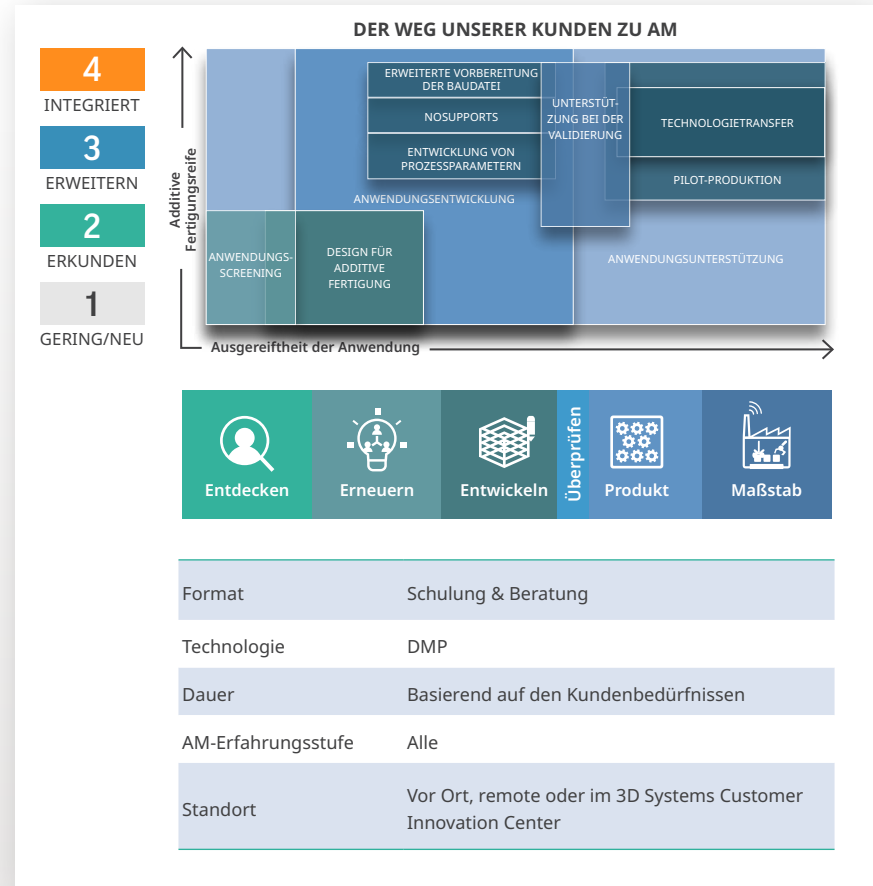 DER WEG UNSERER KUNDEN ZU AM
4
INTEGRIERT
3
ERWEITERN
2
ERKUNDEN
1
GERING/NEU
Additive
Fertigungsreife
ERWEITERTE VORBEREITUNG
DER BAUDATEI
NOSUPPORTS
ENTWICKLUNG VON
PROZESSPARAMETERN
UNTERSTÜT-
ZUNG BEI DER
VALIDIERUNG
TECHNOLOGIETRANSFER
PILOT-PRODUKTION
ANWENDUNGSENTWICKLUNG
ANWENDUNGS-
SCREENING
DESIGN FÜR
ADDITIVE
FERTIGUNG
ANWENDUNGSUNTERSTÜTZUNG
Ausgereiftheit der Anwendung
Entdecken
Erneuern
Entwickeln
Überprüfen
Produkt
Maßstab
Format Schulung & Beratung
Technologie DMP
Dauer Basierend auf den Kundenbedürfnissen
AM-Erfahrungsstufe Alle
Standort Vor Ort, remote oder im 3D Systems Customer
Innovation Center